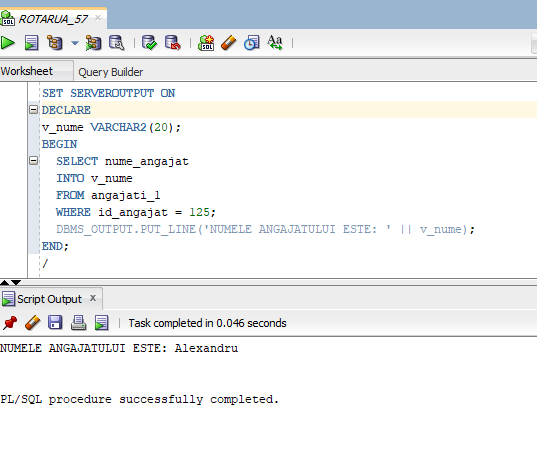 ROTARUA_57
Worksheet Query Builder
SET SERVEROUTPUT ON
DECLARE
v_nume VARCHAR2(20);
BEGIN
SELECT nume_angajat
INTO v_nume
FROM angajati_1
WHERE id_angajat = 125;
DBMS_OUTPUT.PUT_LINE('NUMELE ANGAJATULUI ESTE: ' || v_nume);
END;
/
Script Output x
Task completed in 0.046 seconds
NUMELE ANGAJATULUI ESTE: Alexandru
PL/SQL procedure successfully completed.